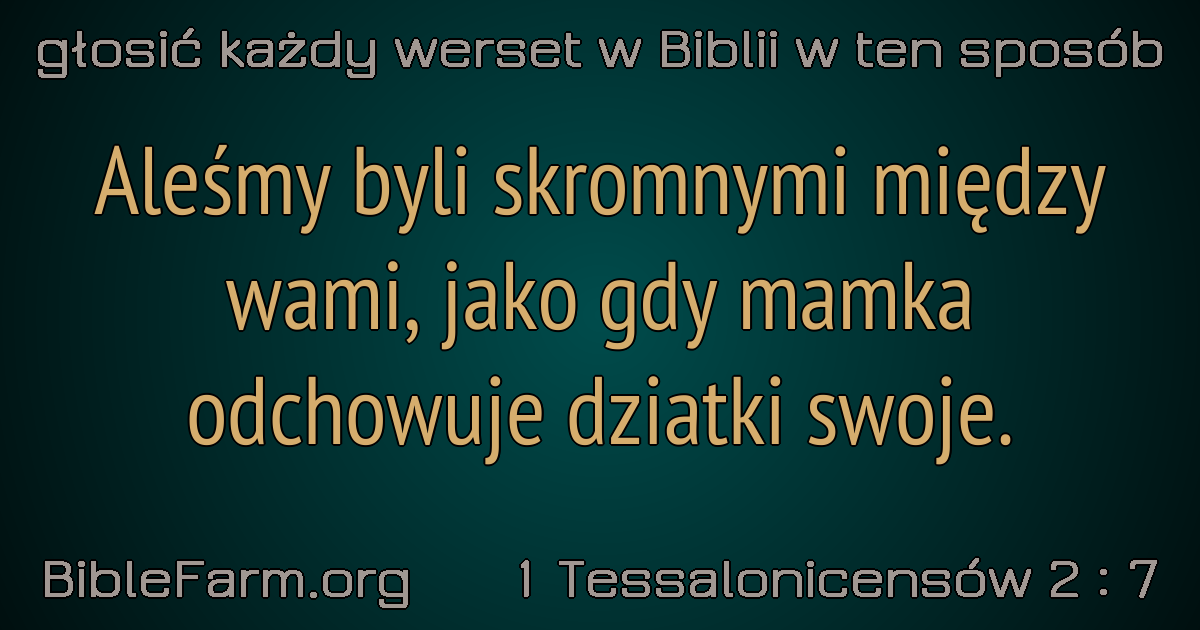 głosić każdy werset w Biblii w ten sposób
Aleśmy byli skromnymi między
wami, jako gdy mamka
odchowuje dziatki swoje.
BibleFarm.org 1 Tessalonicensów 2 : 7